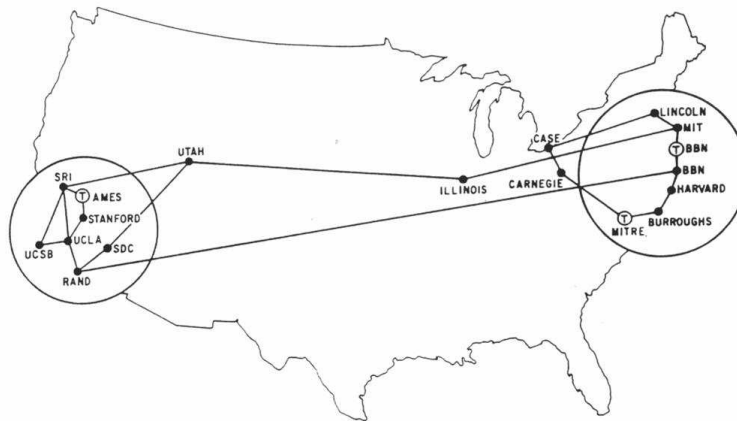 LINCOLN
CASE
MIT
T BBN
UTAH
SRI
BBN
ILLINOIS
CARNEGIE
T AMES
HARVARD
STANFORD
T
BURROUGHS
MITRE
UCLA
SDC
UCSB
RAND